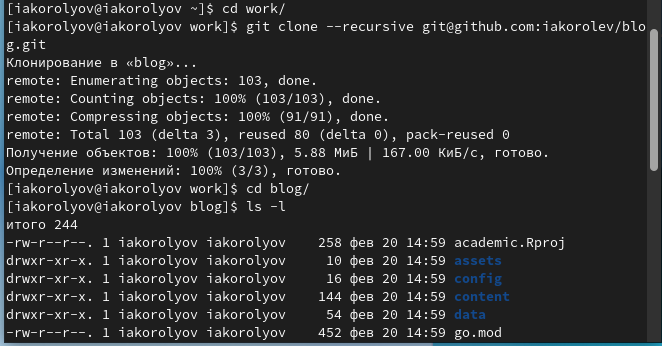 [iakorolyov@iakorolyov ~]$ cd work/
[iakorolyov@iakorolyov work]$ git clone --recursive git@github.com:iakorolev/blo
g.git
Клонирование в «blog»...
remote: Enumerating objects: 103, done.
remote: Counting objects: 100% (103/103), done.
remote: Compressing objects: 100% (91/91), done.
remote: Total 103 (delta 3), reused 80 (delta 0), pack-reused 0
Получение объектов: 100% (103/103), 5.88 МиБ | 167.00 КиБ/с, готово.
Определение изменений: 100% (3/3), готово.
[iakorolyov@iakorolyov work]$ cd blog/
[iakorolyov@iakorolyov blog]$ ls -l
итого 244
-rw-r--r--. 1 iakorolyov iakorolyov    258 фев 20 14:59 academic.Rproj
drwxr-xr-x. 1 iakorolyov iakorolyov     10 фев 20 14:59 assets
drwxr-xr-x. 1 iakorolyov iakorolyov     16 фев 20 14:59 config
drwxr-xr-x. 1 iakorolyov iakorolyov    144 фев 20 14:59 content
drwxr-xr-x. 1 iakorolyov iakorolyov     54 фев 20 14:59 data
-rw-r--r--. 1 iakorolyov iakorolyov    452 фев 20 14:59 go.mod